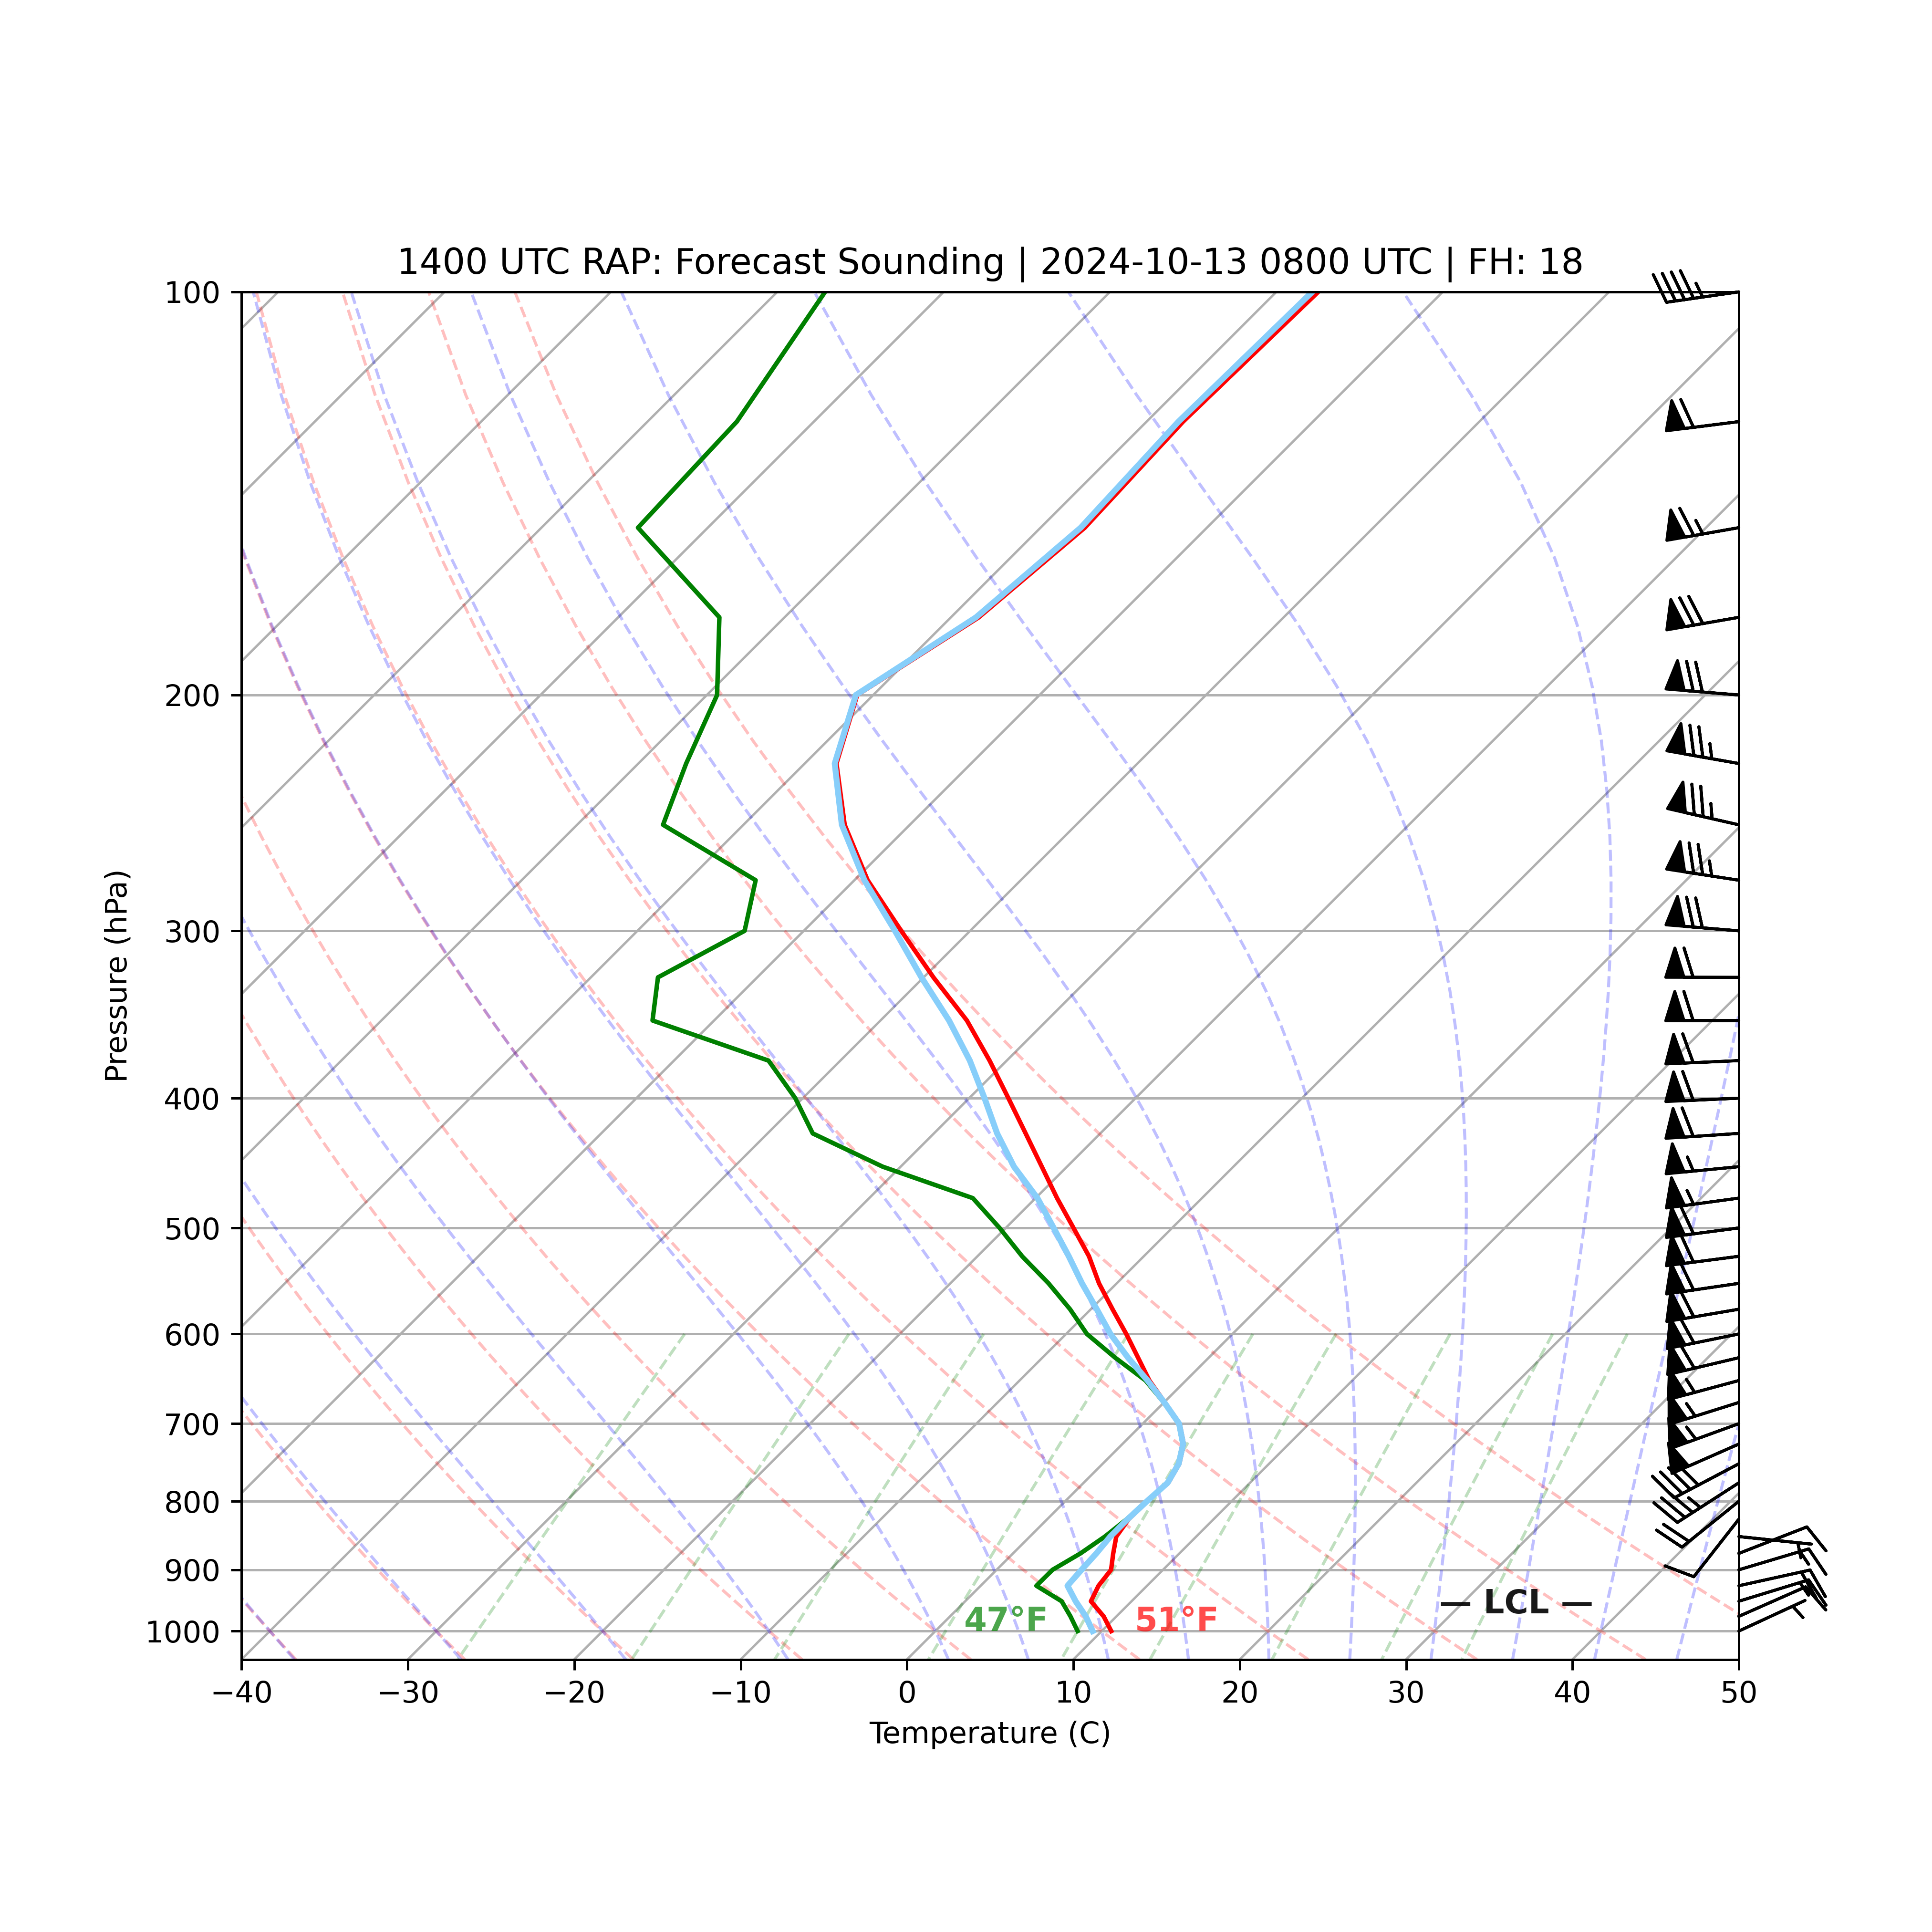 1400 UTC RAP: Forecast Sounding | 2024-10-13 0800 UTC | FH: 18
100
200
300
400
500
600
700
800
900
1000
Pressure (hPa)
47°F
51°F
— LCL —
−40 −30 −20 −10 0 10 20 30 40 50
Temperature (C)